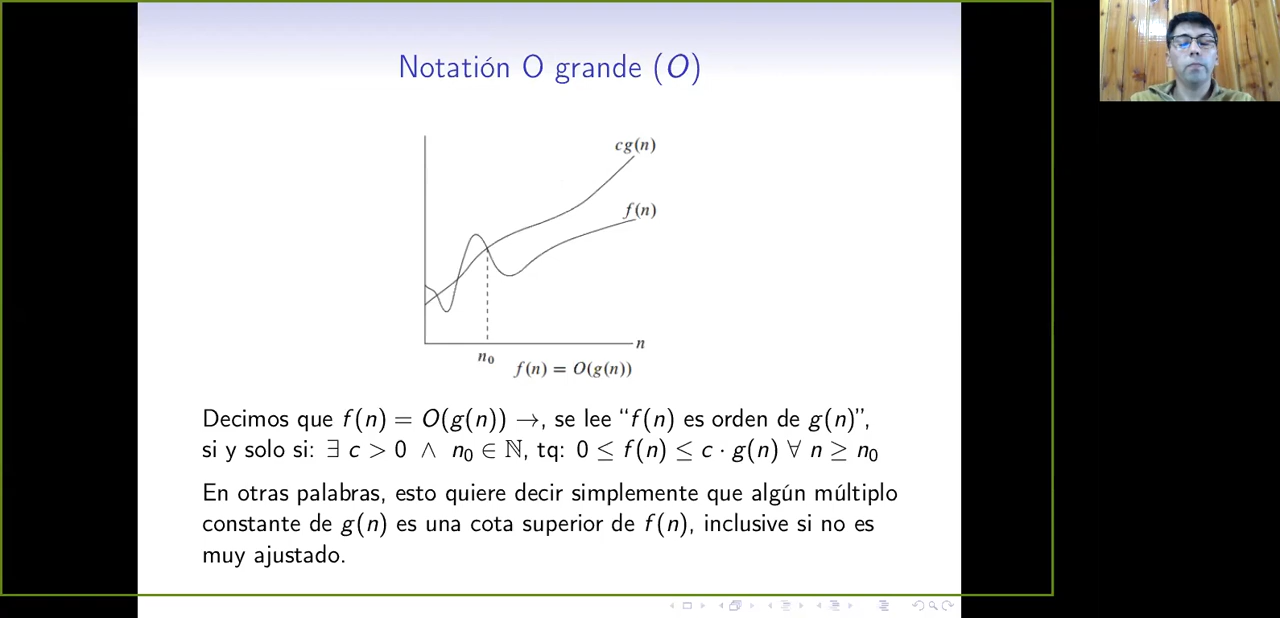 Notatión O grande (O)
cg(n)
f(n)
n
n₀
f(n) = O(g(n))
Decimos que f(n) = O(g(n)) →, se lee “f(n) es orden de g(n)”,
si y solo si: ∃ c > 0 ∧ n₀ ∈ ℕ, tq: 0 ≤ f(n) ≤ c · g(n) ∀ n ≥ n₀
En otras palabras, esto quiere decir simplemente que algún múltiplo
constante de g(n) es una cota superior de f(n), inclusive si no es
muy ajustado.